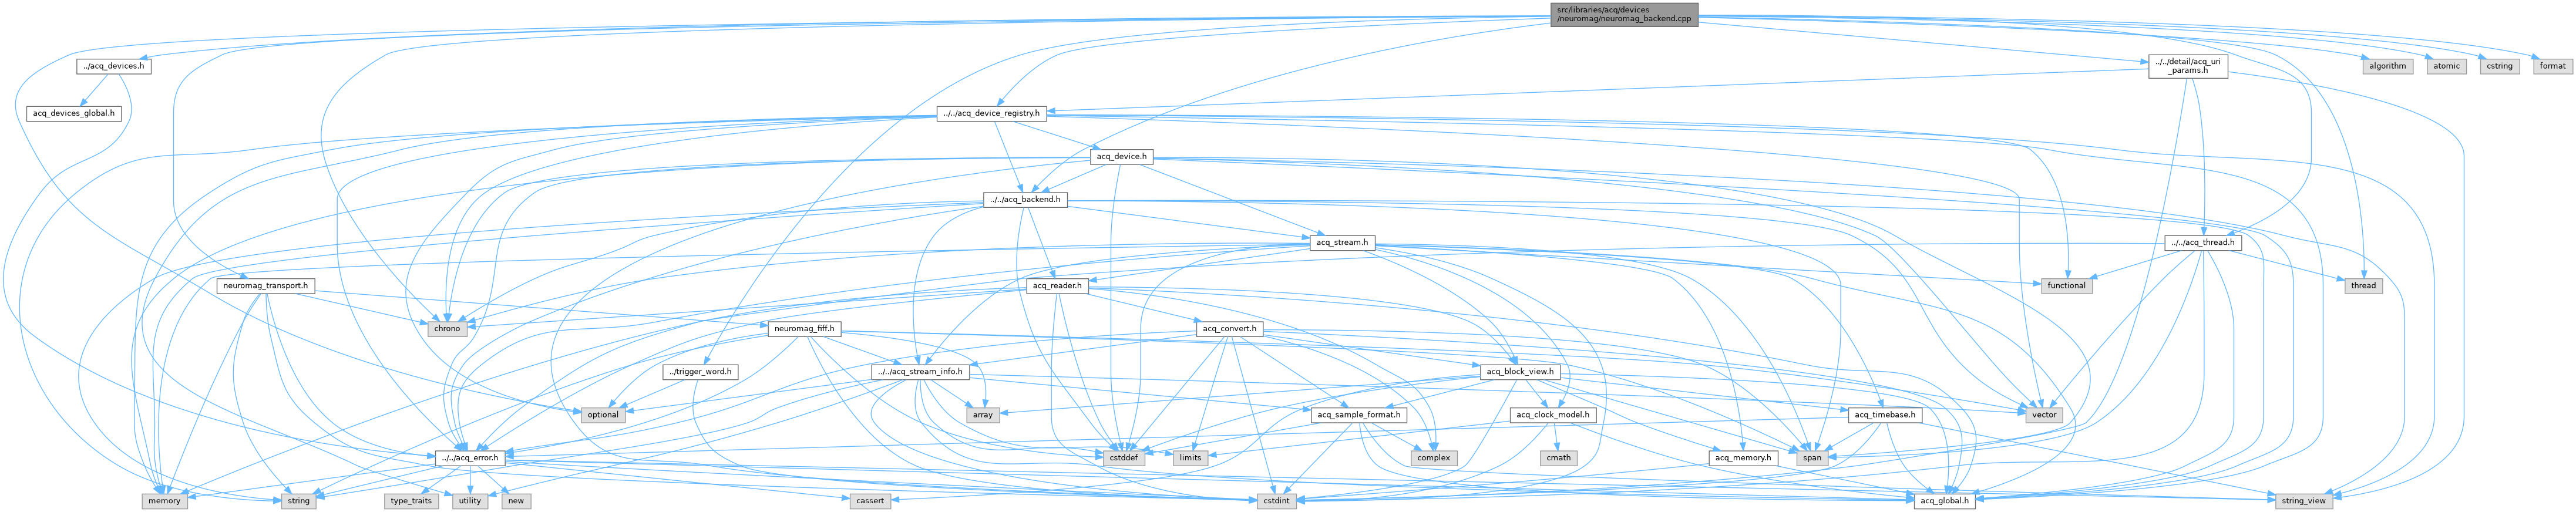 src/libraries/acq/devices
/neuromag/neuromag_backend.cpp
../acq_devices.h
../../detail/acq_uri
_params.h
algorithm
atomic
cstring
format
acq_devices_global.h
../../acq_device_registry.h
acq_device.h
../../acq_backend.h
acq_stream.h
../../acq_thread.h
neuromag_transport.h
acq_reader.h
functional
thread
chrono
neuromag_fiff.h
acq_convert.h
../trigger_word.h
../../acq_stream_info.h
acq_block_view.h
optional
array
acq_sample_format.h
acq_clock_model.h
acq_timebase.h
vector
../../acq_error.h
cstddef
limits
complex
cmath
acq_memory.h
span
memory
string
type_traits
utility
new
cassert
cstdint
acq_global.h
string_view